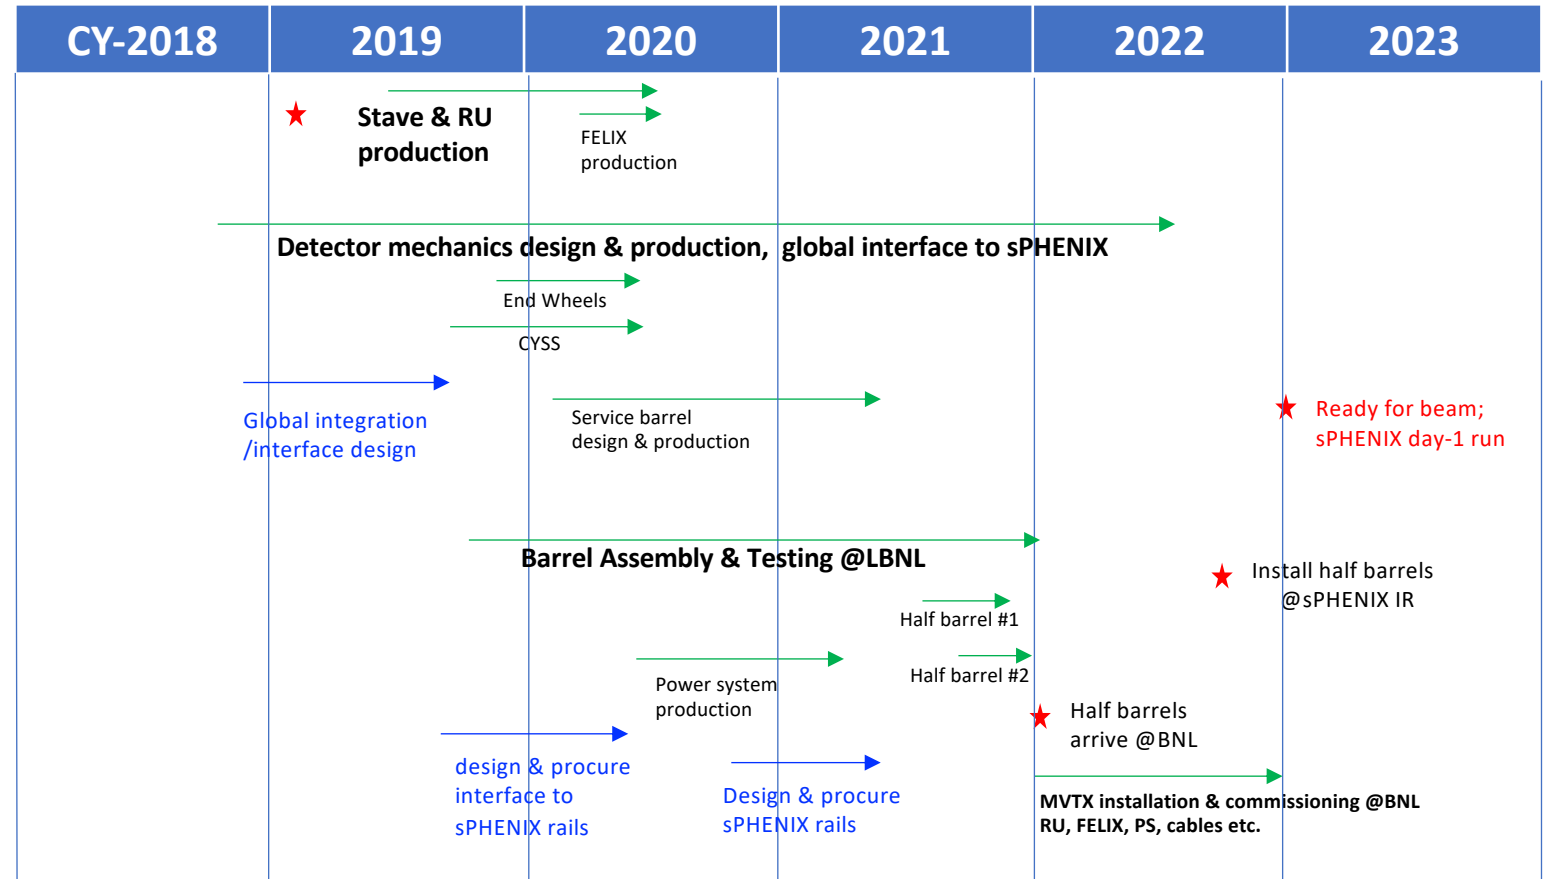 CY-2018 2019 2020 2021 2022 2023
Stave & RU
production
FELIX
production
Detector mechanics design & production, global interface to sPHENIX
End Wheels
CYSS
Global integration
/interface design
Service barrel
design & production
Ready for beam;
sPHENIX day-1 run
Barrel Assembly & Testing @LBNL
Install half barrels
@sPHENIX IR
Half barrel #1
Half barrel #2
Power system
production
Half barrels
arrive @BNL
design & procure
interface to
sPHENIX rails
Design & procure
sPHENIX rails
MVTX installation & commissioning @BNL
RU, FELIX, PS, cables etc.